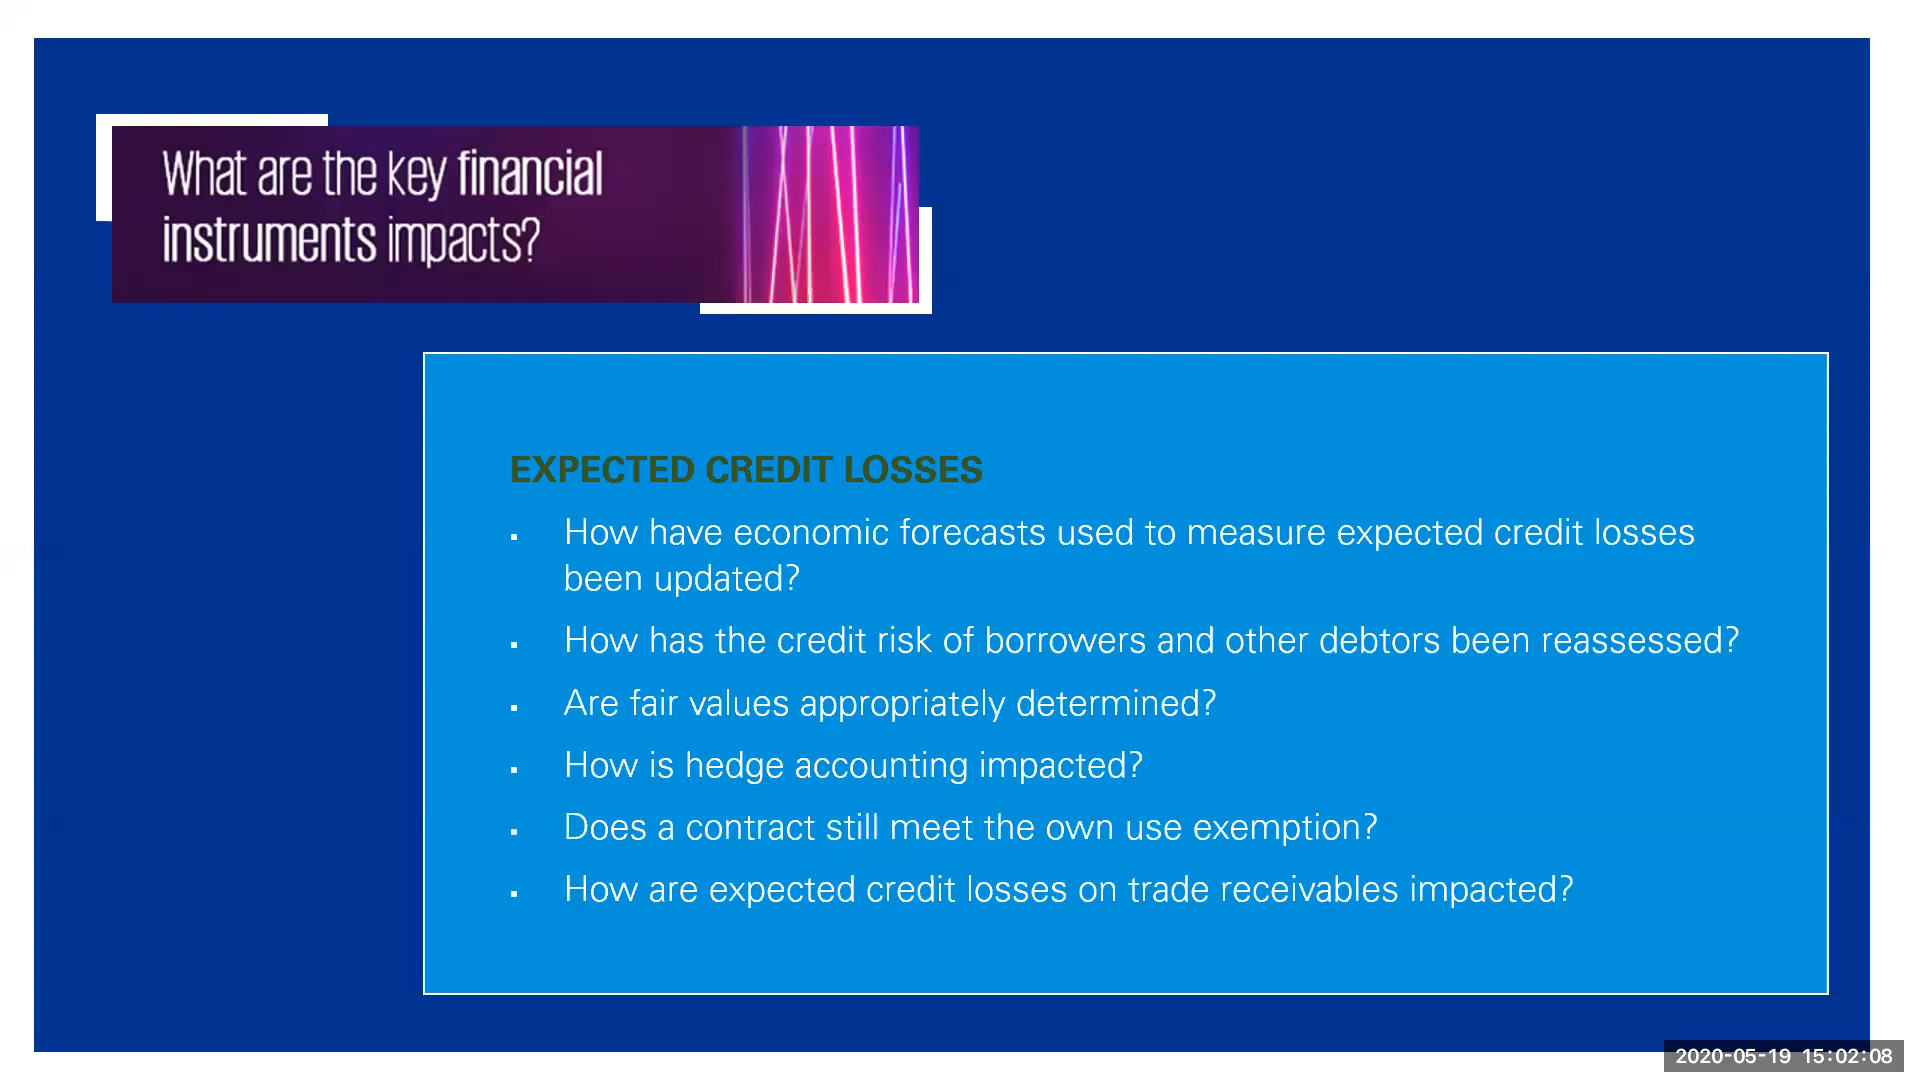 What are the key financial
instruments impacts?
EXPECTED CREDIT LOSSES
▪ How have economic forecasts used to measure expected credit losses
been updated?
▪ How has the credit risk of borrowers and other debtors been reassessed?
▪ Are fair values appropriately determined?
▪ How is hedge accounting impacted?
▪ Does a contract still meet the own use exemption?
▪ How are expected credit losses on trade receivables impacted?
2020-05-19 15:02:08